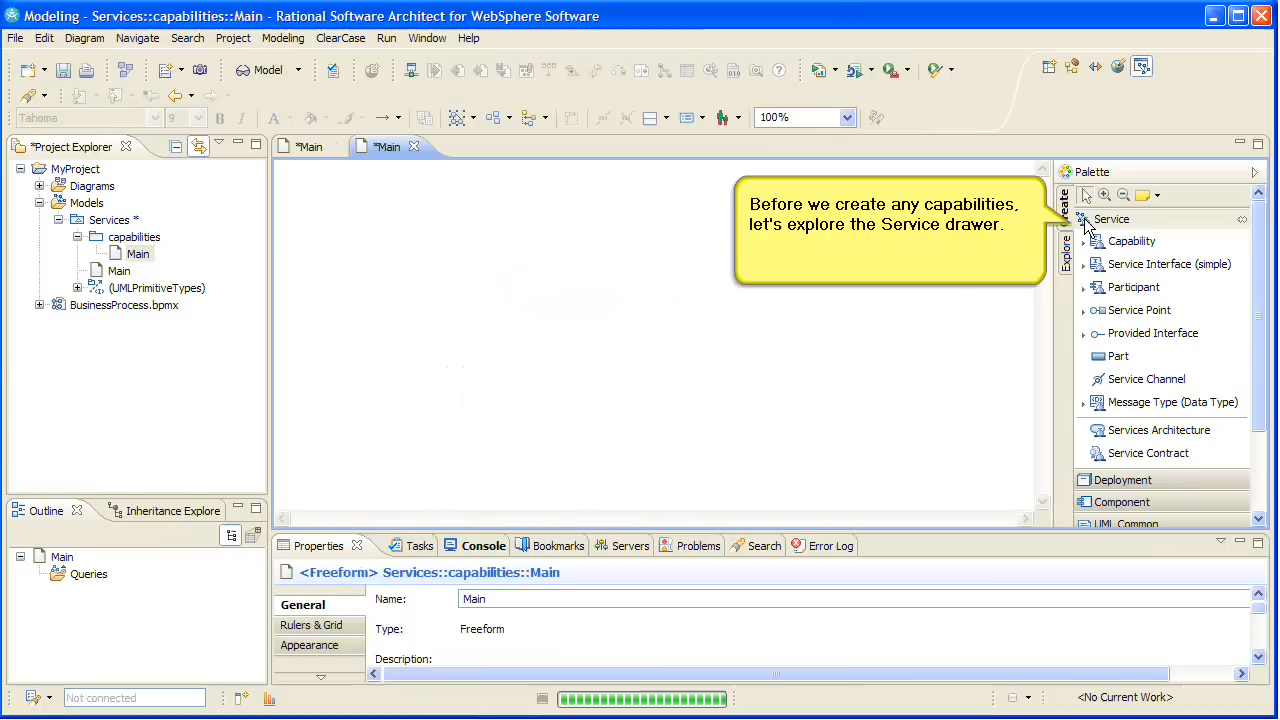 Modeling - Services::capabilities::Main - Rational Software Architect for WebSphere Software
File Edit Diagram Navigate Search Project Modeling ClearCase Run Window Help
Model
Tahoma 9 B I A 100%
*Project Explorer
MyProject
Diagrams
Models
Services *
capabilities
Main
Main
(UMLPrimitiveTypes)
BusinessProcess.bpmx
*Main *Main
Before we create any capabilities,
let's explore the Service drawer.
Palette
Create
Explore
Service
Capability
Service Interface (simple)
Participant
Service Point
Provided Interface
Part
Service Channel
Message Type (Data Type)
Services Architecture
Service Contract
Deployment
Component
UML Common
Outline Inheritance Explore
Main
Queries
Properties Tasks Console Bookmarks Servers Problems Search Error Log
<Freeform> Services::capabilities::Main
General
Rulers & Grid
Appearance
Name: Main
Type: Freeform
Description:
Not connected
<No Current Work>